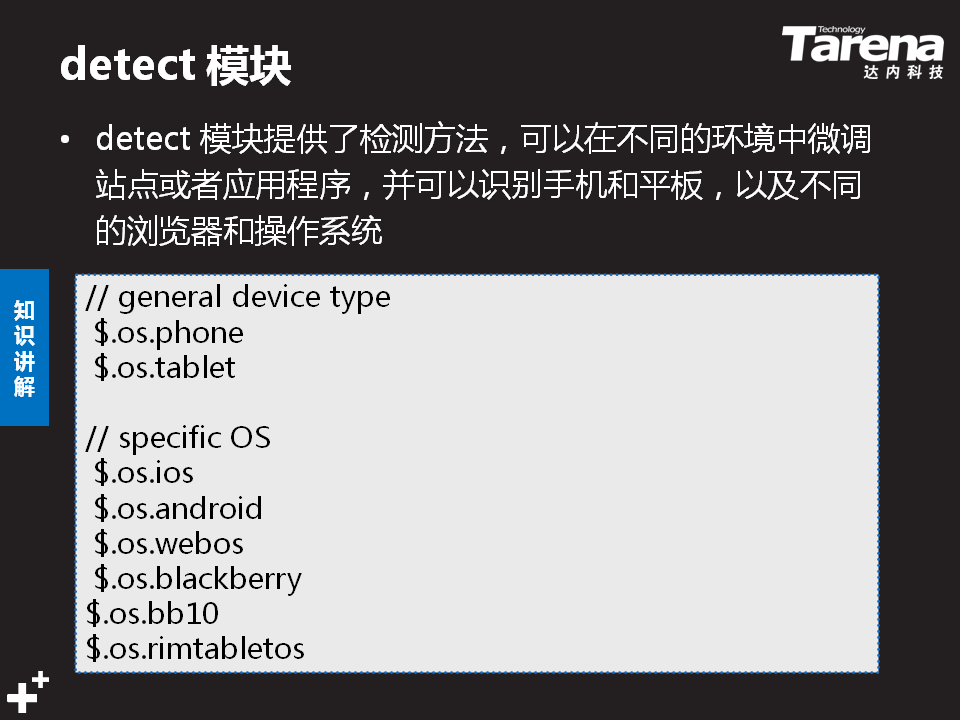 detect 模块
Technology
Tarena
达内科技
• detect 模块提供了检测方法，可以在不同的环境中微调
站点或者应用程序，并可以识别手机和平板，以及不同
的浏览器和操作系统
知识讲解
// general device type
$.os.phone
$.os.tablet
// specific OS
$.os.ios
$.os.android
$.os.webos
$.os.blackberry
$.os.bb10
$.os.rimtabletos